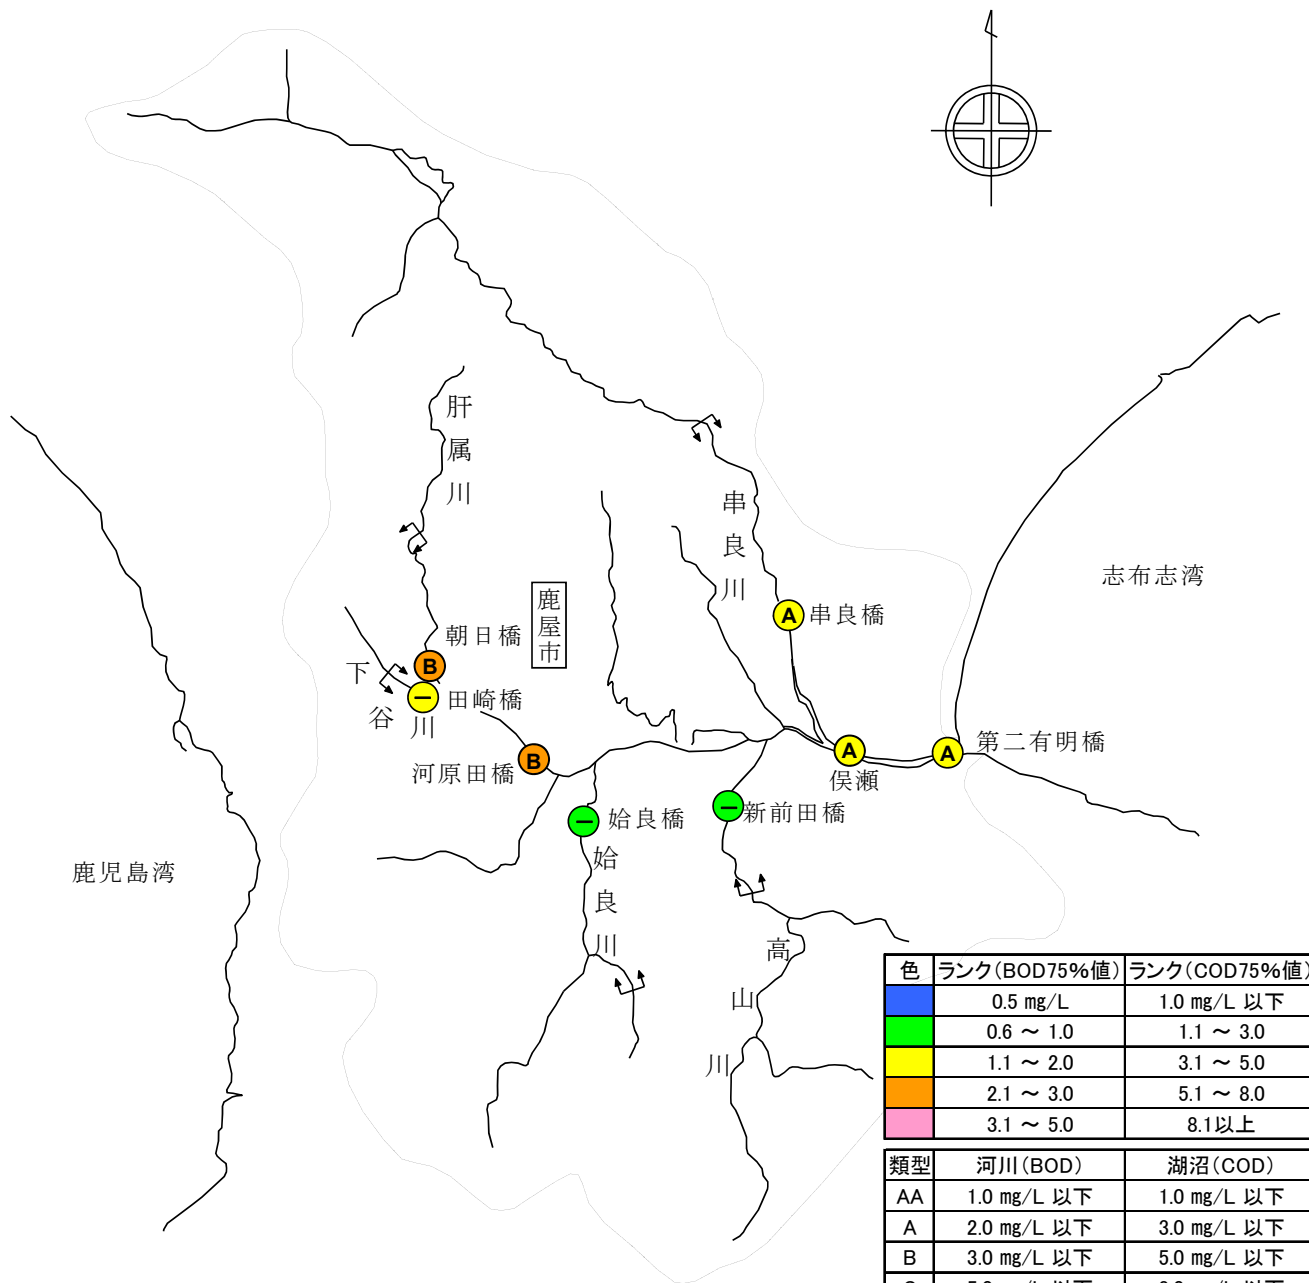 肝属川
串良川
志布志湾
鹿屋市
A
串良橋
朝日橋
B
下谷川
田崎橋
河原田橋
B
A
俣瀬
A
第二有明橋
姶良橋
新前田橋
姶良川
鹿児島湾
高山川
色 ランク(BOD75%値) ランク(COD75%値)
0.5 mg/L 1.0 mg/L 以下
0.6 ～ 1.0 1.1 ～ 3.0
1.1 ～ 2.0 3.1 ～ 5.0
2.1 ～ 3.0 5.1 ～ 8.0
3.1 ～ 5.0 8.1以上
類型 河川(BOD) 湖沼(COD)
AA 1.0 mg/L 以下 1.0 mg/L 以下
A 2.0 mg/L 以下 3.0 mg/L 以下
B 3.0 mg/L 以下 5.0 mg/L 以下